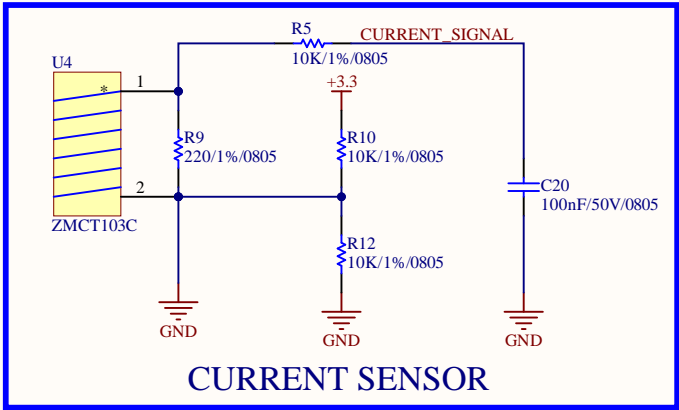 R5
CURRENT_SIGNAL
10K/1%/0805
U4
1
*
+3.3
R9
220/1%/0805
R10
10K/1%/0805
2
C20
100nF/50V/0805
ZMCT103C
R12
10K/1%/0805
GND
GND
GND
CURRENT SENSOR